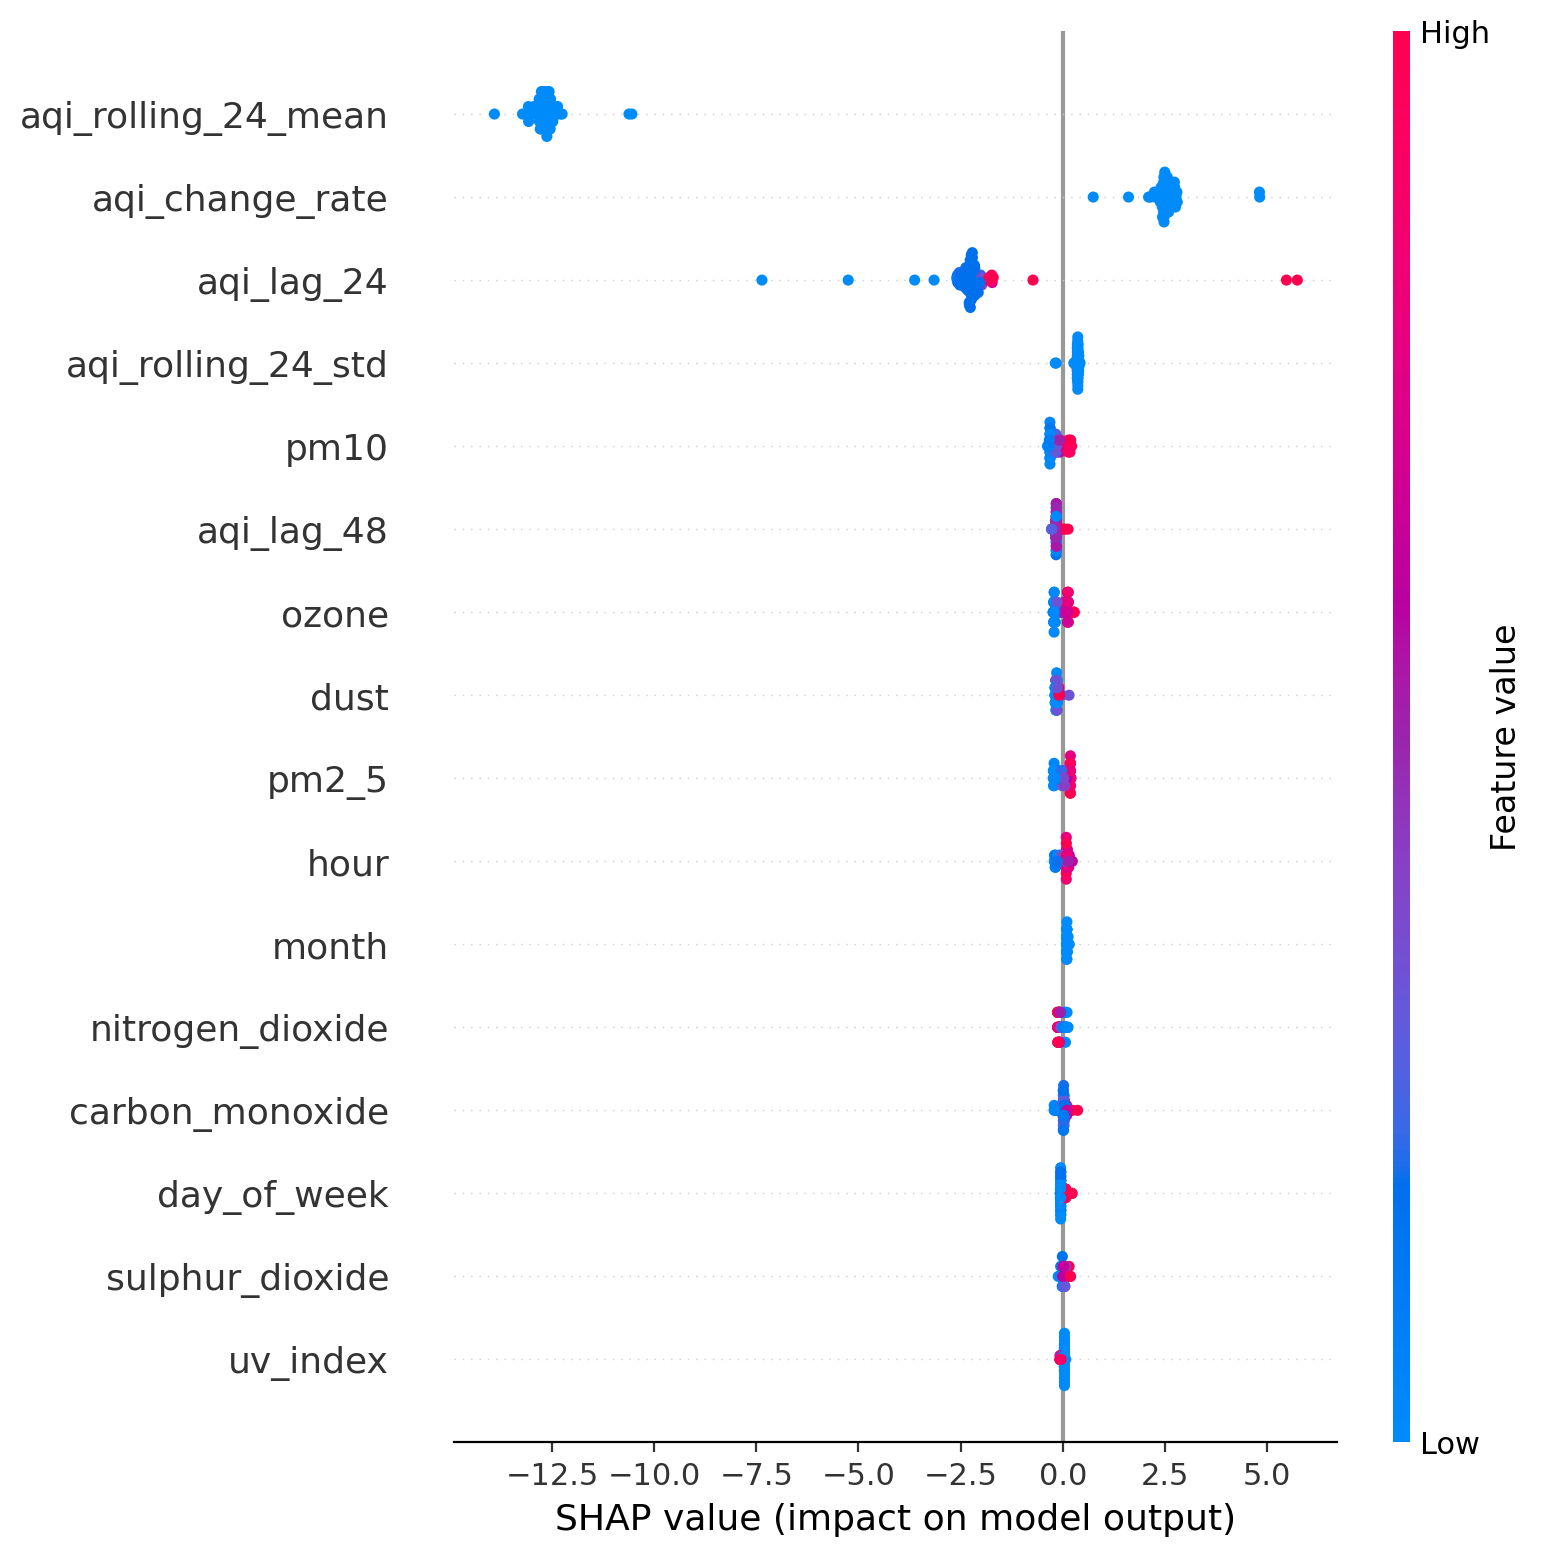 High
aqi_rolling_24_mean
aqi_change_rate
aqi_lag_24
aqi_rolling_24_std
pm10
aqi_lag_48
ozone
dust
pm2_5
hour
month
nitrogen_dioxide
carbon_monoxide
day_of_week
sulphur_dioxide
uv_index
Feature value
Low
−12.5 −10.0 −7.5 −5.0 −2.5 0.0 2.5 5.0
SHAP value (impact on model output)